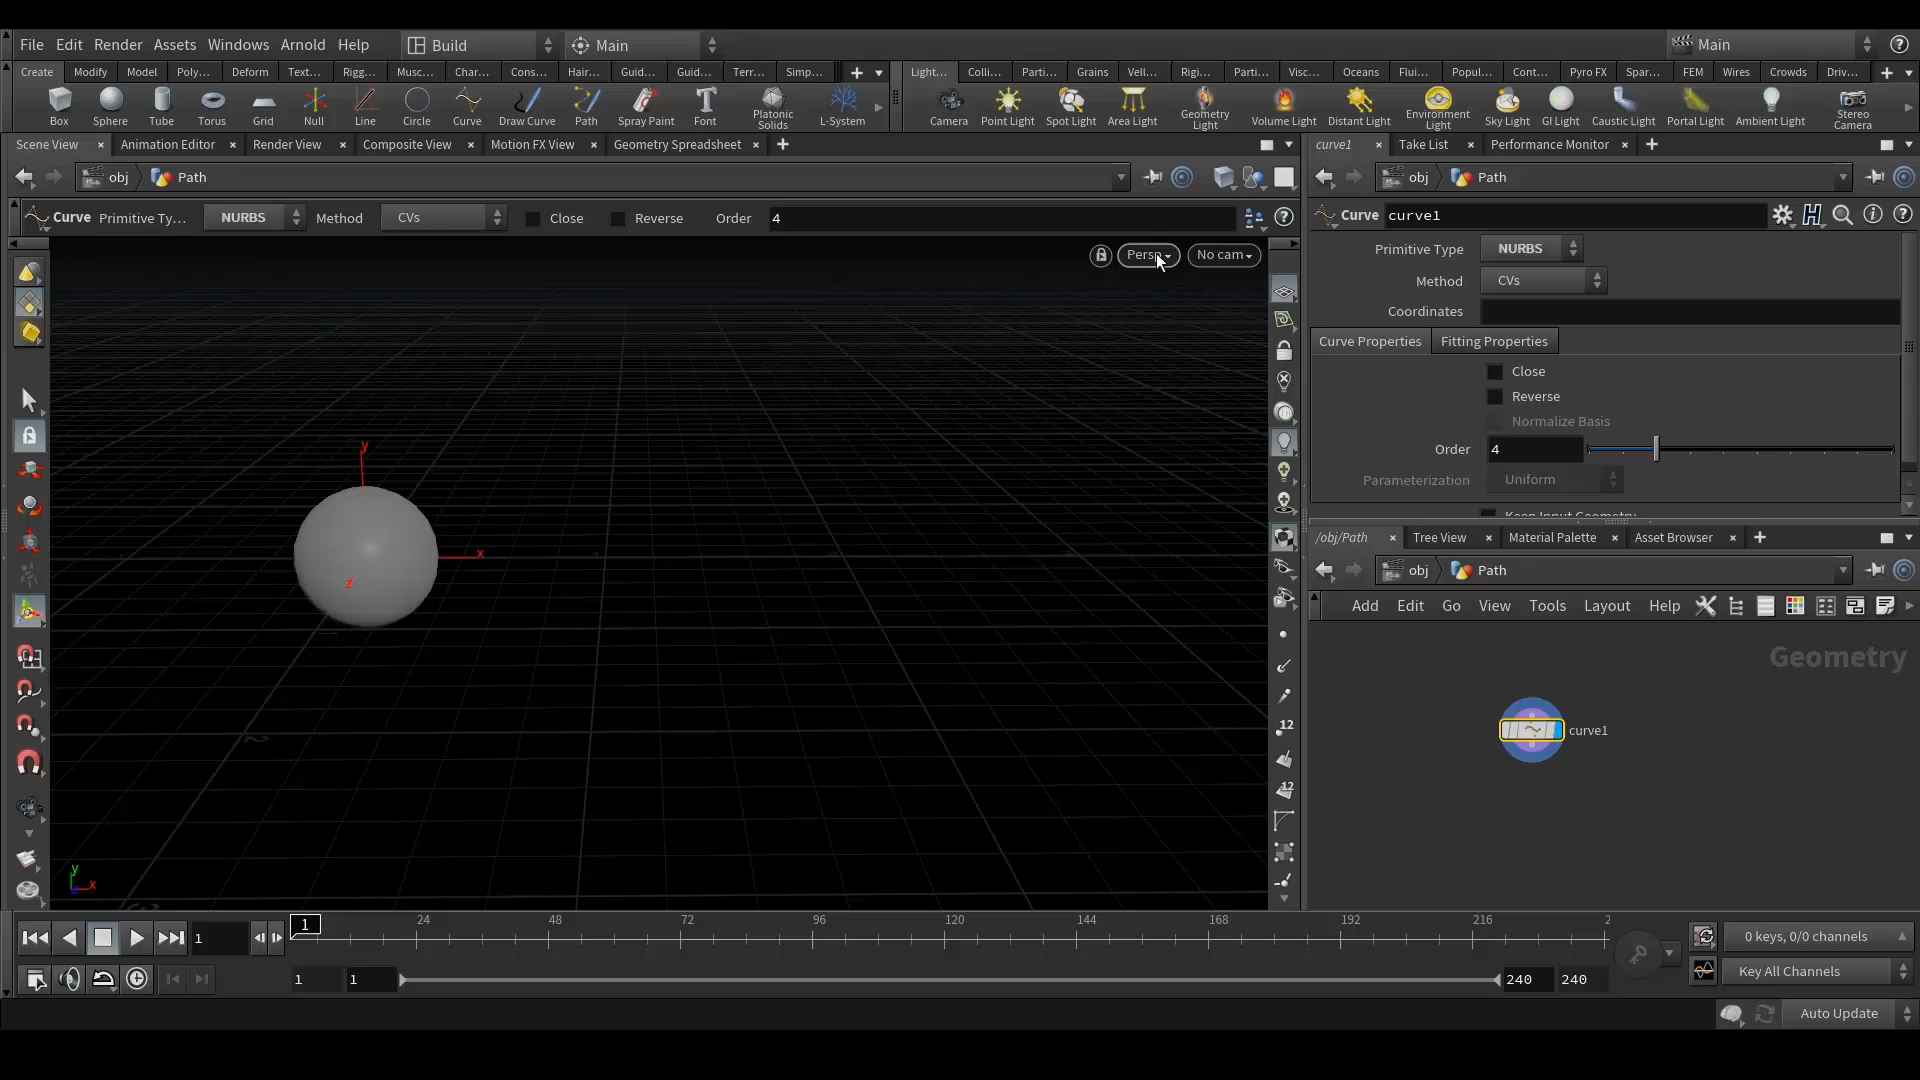 File Edit Render Assets Windows Arnold Help Build Main Main
Create Modify Model Poly... Deform Text... Rigg... Musc... Char... Cons... Hair... Guid... Guid... Terr... Simp... Light... Colli... Parti... Grains Vell... Rigi... Parti... Visc... Oceans Flui... Popul... Cont... Pyro FX Spar... FEM Wires Crowds Driv...
Box Sphere Tube Torus Grid Null Line Circle Curve Draw Curve Path Spray Paint Font Platonic Solids L-System Camera Point Light Spot Light Area Light Geometry Light Volume Light Distant Light Environment Light Sky Light GI Light Caustic Light Portal Light Ambient Light Stereo Camera
Scene View Animation Editor Render View Composite View Motion FX View Geometry Spreadsheet curve1 Take List Performance Monitor
obj Path obj Path
Curve Primitive Ty... NURBS Method CVs Close Reverse Order 4 Curve curve1
Primitive Type NURBS
No cam
Method CVs
Coordinates
Curve Properties Fitting Properties
Close
Reverse
Normalize Basis
Order 4
Parameterization Uniform
y
x
z
/obj/Path Tree View Material Palette Asset Browser
obj Path
Add Edit Go View Tools Layout Help
Geometry
curve1
12
12
y
x
1 1 24 48 72 96 120 144 168 192 216 2
0 keys, 0/0 channels
1 1 240 240 Key All Channels
Auto Update